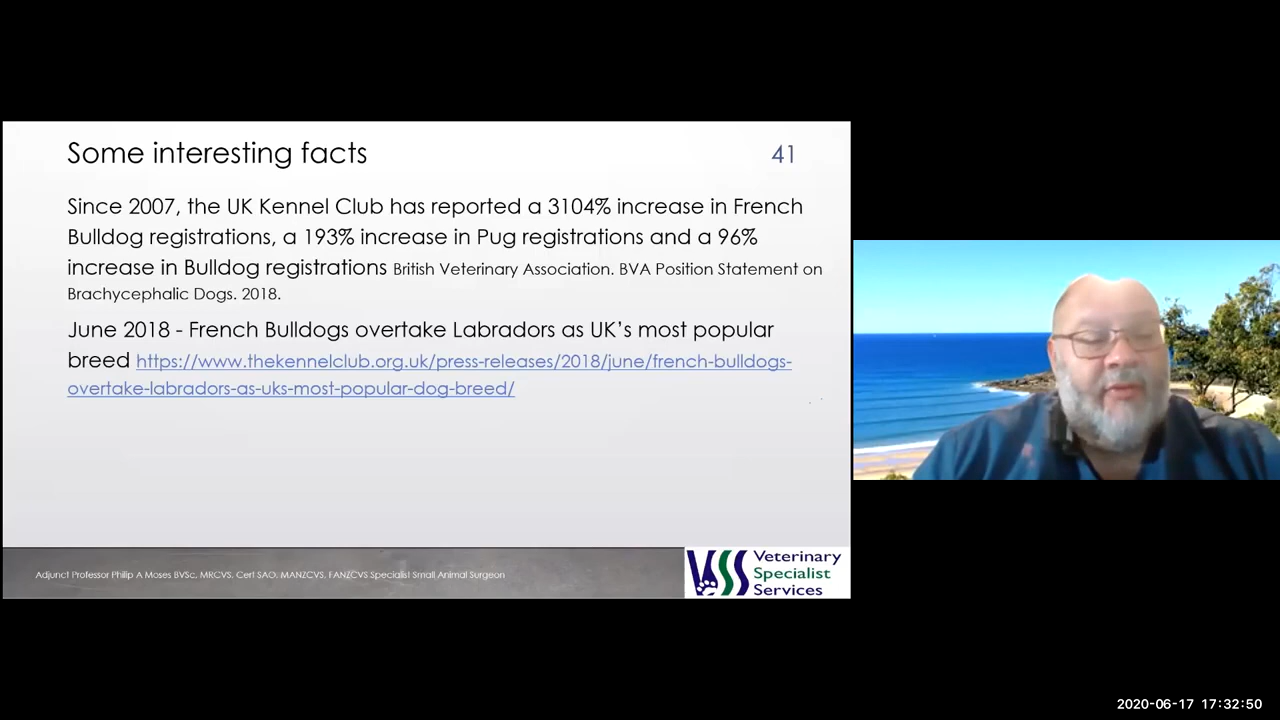 Some interesting facts
41
Since 2007, the UK Kennel Club has reported a 3104% increase in French
Bulldog registrations, a 193% increase in Pug registrations and a 96%
increase in Bulldog registrations British Veterinary Association. BVA Position Statement on
Brachycephalic Dogs. 2018.
June 2018 - French Bulldogs overtake Labradors as UK's most popular
breed https://www.thekennelclub.org.uk/press-releases/2018/june/french-bulldogs-
overtake-labradors-as-uks-most-popular-dog-breed/
Adjunct Professor Philip A Moses BVSc, MRCVS, Cert SAO, MANZCVS, FANZCVS Specialist Small Animal Surgeon
VSS
Veterinary
Specialist
Services
2020-06-17 17:32:50